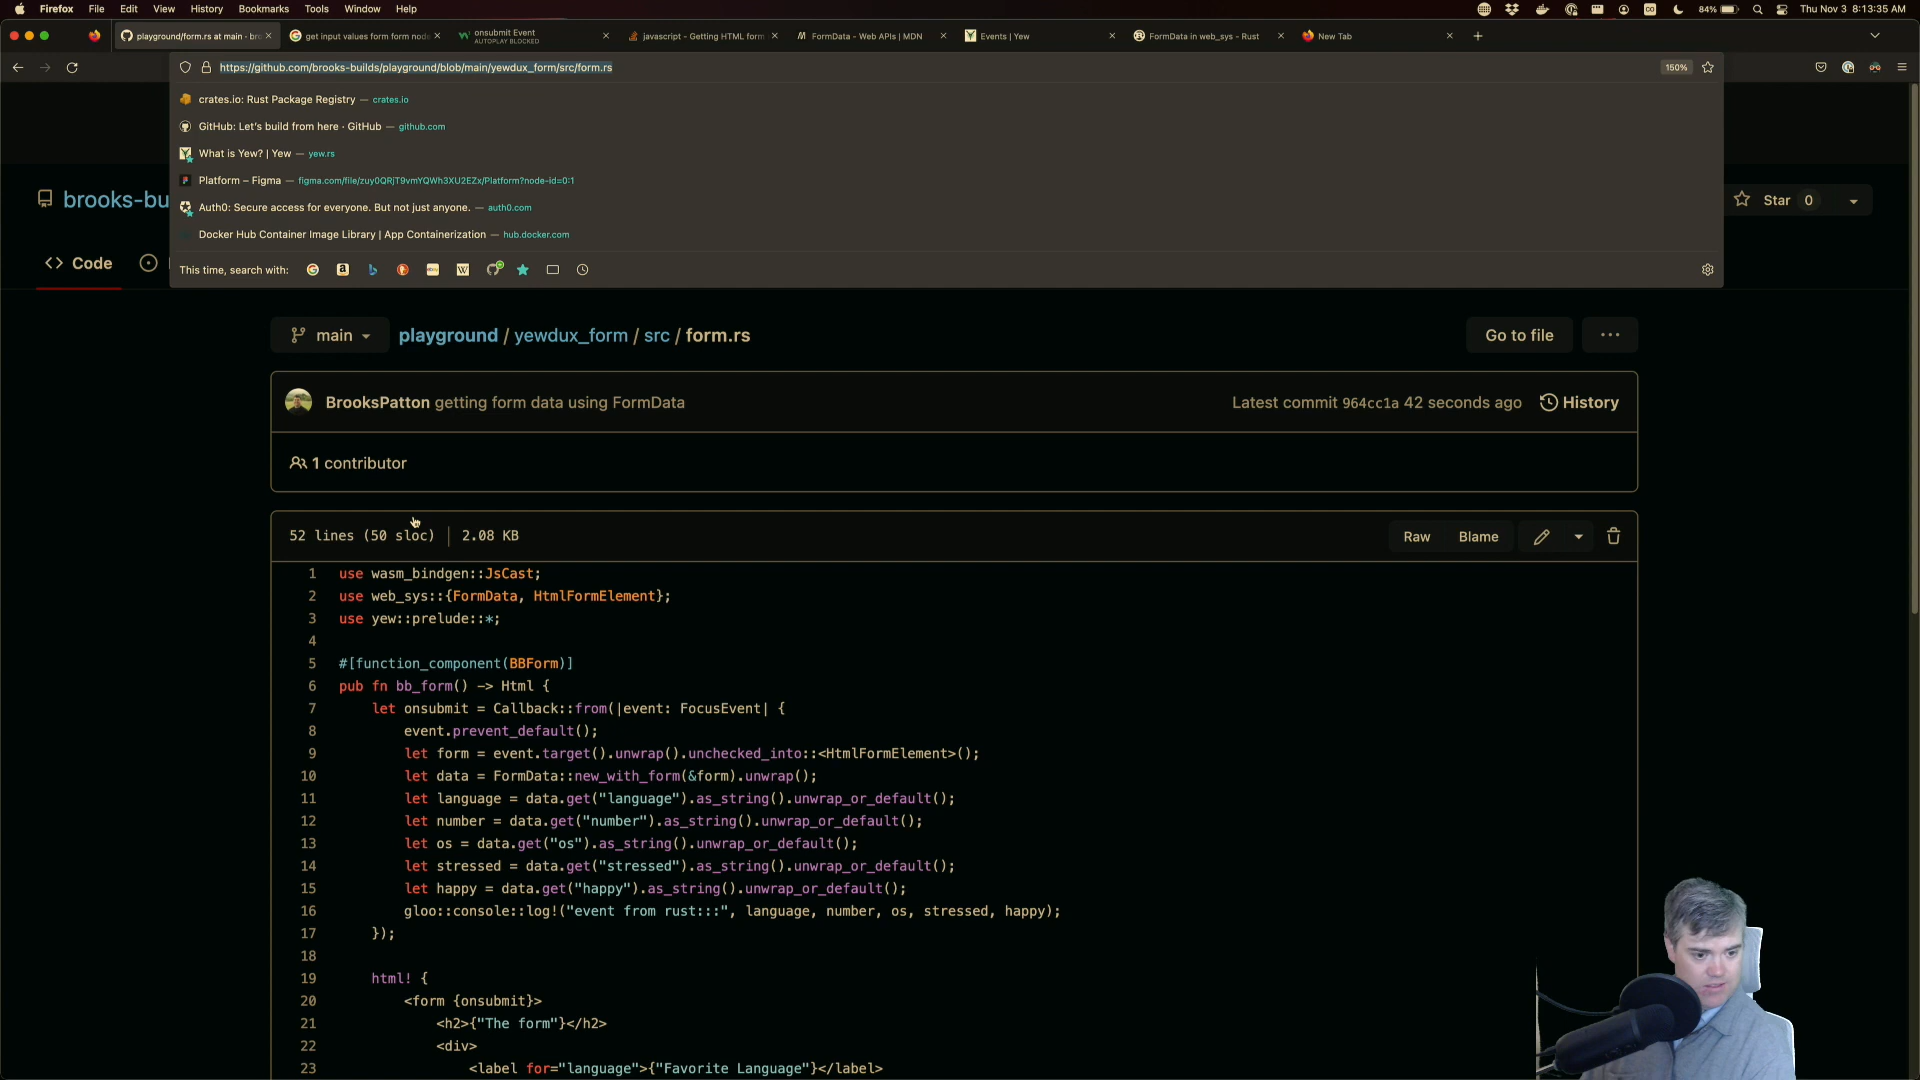 Firefox File Edit View History Bookmarks Tools Window Help 84% Thu Nov 3 8:13:35 AM
playground/form.rs at main · bro
get input values form form node
onsubmit Event
AUTOPLAY BLOCKED
javascript - Getting HTML form
FormData - Web APIs | MDN
Events | Yew
FormData in web_sys - Rust
New Tab
https://github.com/brooks-builds/playground/blob/main/yewdux_form/src/form.rs
150%
crates.io: Rust Package Registry — crates.io
GitHub: Let's build from here · GitHub — github.com
What is Yew? | Yew — yew.rs
Platform – Figma — figma.com/file/zuy0QRjT9vmYQWh3XU2EZx/Platform?node-id=0:1
Auth0: Secure access for everyone. But not just anyone. — auth0.com
Docker Hub Container Image Library | App Containerization — hub.docker.com
This time, search with:
brooks-bu
Star 0
<> Code
main
playground / yewdux_form / src / form.rs
Go to file
···
BrooksPatton getting form data using FormData
Latest commit 964cc1a 42 seconds ago
History
1 contributor
52 lines (50 sloc) | 2.08 KB
Raw
Blame
1 use wasm_bindgen::JsCast;
2 use web_sys::{FormData, HtmlFormElement};
3 use yew::prelude::*;
4
5 #[function_component(BBForm)]
6 pub fn bb_form() -> Html {
7 let onsubmit = Callback::from(|event: FocusEvent| {
8 event.prevent_default();
9 let form = event.target().unwrap().unchecked_into::<HtmlFormElement>();
10 let data = FormData::new_with_form(&form).unwrap();
11 let language = data.get("language").as_string().unwrap_or_default();
12 let number = data.get("number").as_string().unwrap_or_default();
13 let os = data.get("os").as_string().unwrap_or_default();
14 let stressed = data.get("stressed").as_string().unwrap_or_default();
15 let happy = data.get("happy").as_string().unwrap_or_default();
16 gloo::console::log!("event from rust:::", language, number, os, stressed, happy);
17 });
18
19 html! {
20 <form {onsubmit}>
21 <h2>{"The form"}</h2>
22 <div>
23 <label for="language">{"Favorite Language"}</label>